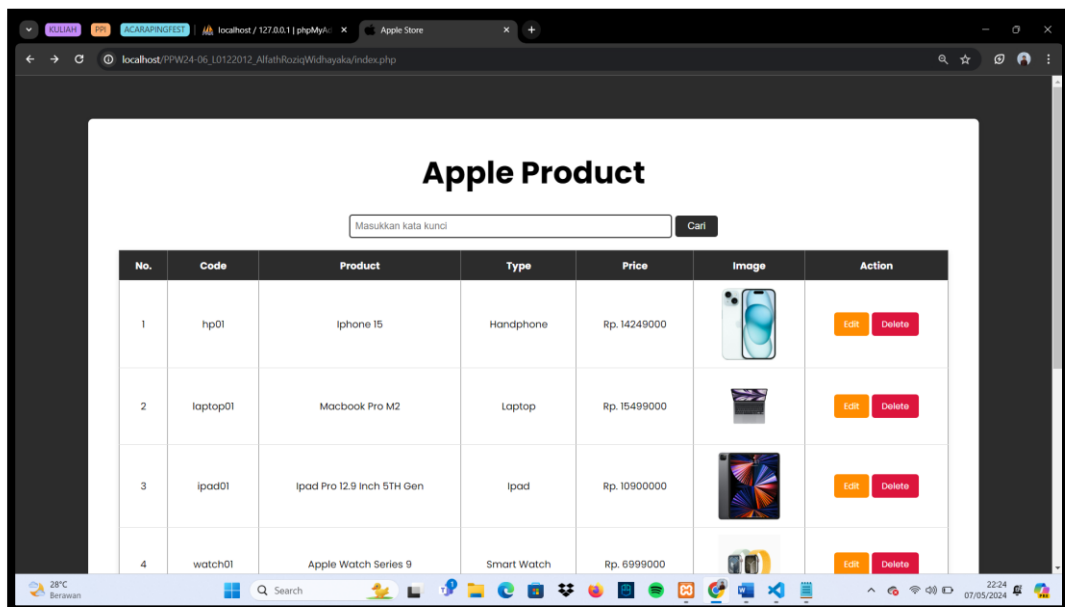 KULIAH PPI ACARAPINGFEST localhost / 127.0.0.1 | phpMyAd Apple Store
localhost/PPW24-06_L0122012_AlfathRoziqWidhayaka/index.php
Apple Product
Masukkan kata kunci Cari
No. Code Product Type Price Image Action
1 hp01 Iphone 15 Handphone Rp. 14249000 Edit Delete
2 laptop01 Macbook Pro M2 Laptop Rp. 15499000 Edit Delete
3 ipad01 Ipad Pro 12.9 Inch 5TH Gen Ipad Rp. 10900000 Edit Delete
4 watch01 Apple Watch Series 9 Smart Watch Rp. 6999000 Edit Delete
28°C
Berawan
Search
22:24
07/05/2024